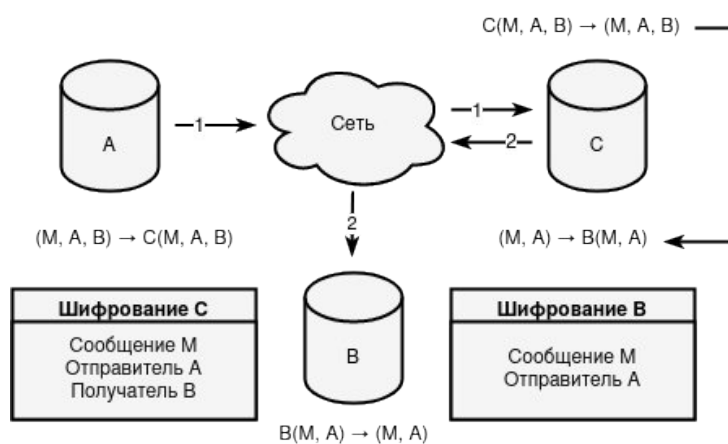 C(M, A, B) → (M, A, B)
A
1
Сеть
1
2
C
2
(M, A, B) → C(M, A, B)
(M, A) → B(M, A)
Шифрование C
Сообщение M
Отправитель A
Получатель B
B
Шифрование B
Сообщение M
Отправитель A
B(M, A) → (M, A)